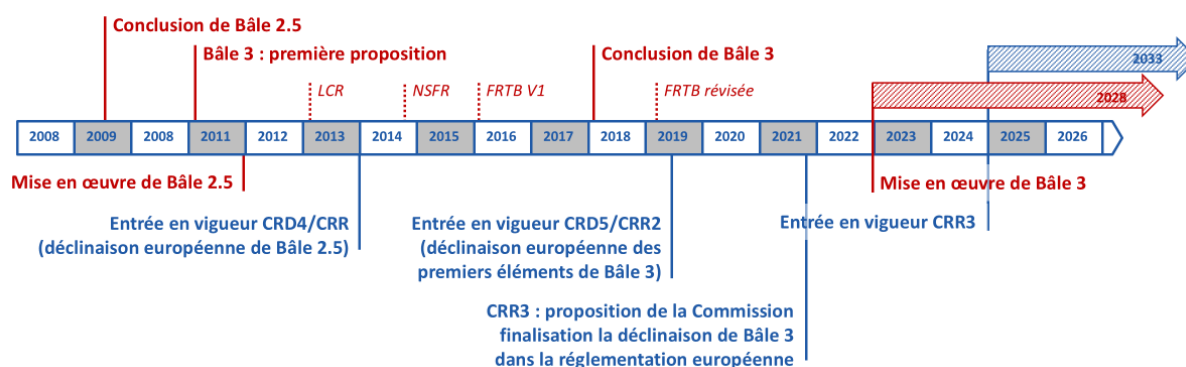 Conclusion de Bâle 2.5
Bâle 3 : première proposition
Conclusion de Bâle 3
2033
LCR
NSFR
FRTB V1
FRTB révisée
2028
2008 2009 2008 2011 2012 2013 2014 2015 2016 2017 2018 2019 2020 2021 2022 2023 2024 2025 2026
Mise en œuvre de Bâle 2.5
Mise en œuvre de Bâle 3
Entrée en vigueur CRD4/CRR
(déclinaison européenne de Bâle 2.5)
Entrée en vigueur CRD5/CRR2
(déclinaison européenne des
premiers éléments de Bâle 3)
Entrée en vigueur CRR3
CRR3 : proposition de la Commission
finalisation la déclinaison de Bâle 3
dans la réglementation européenne